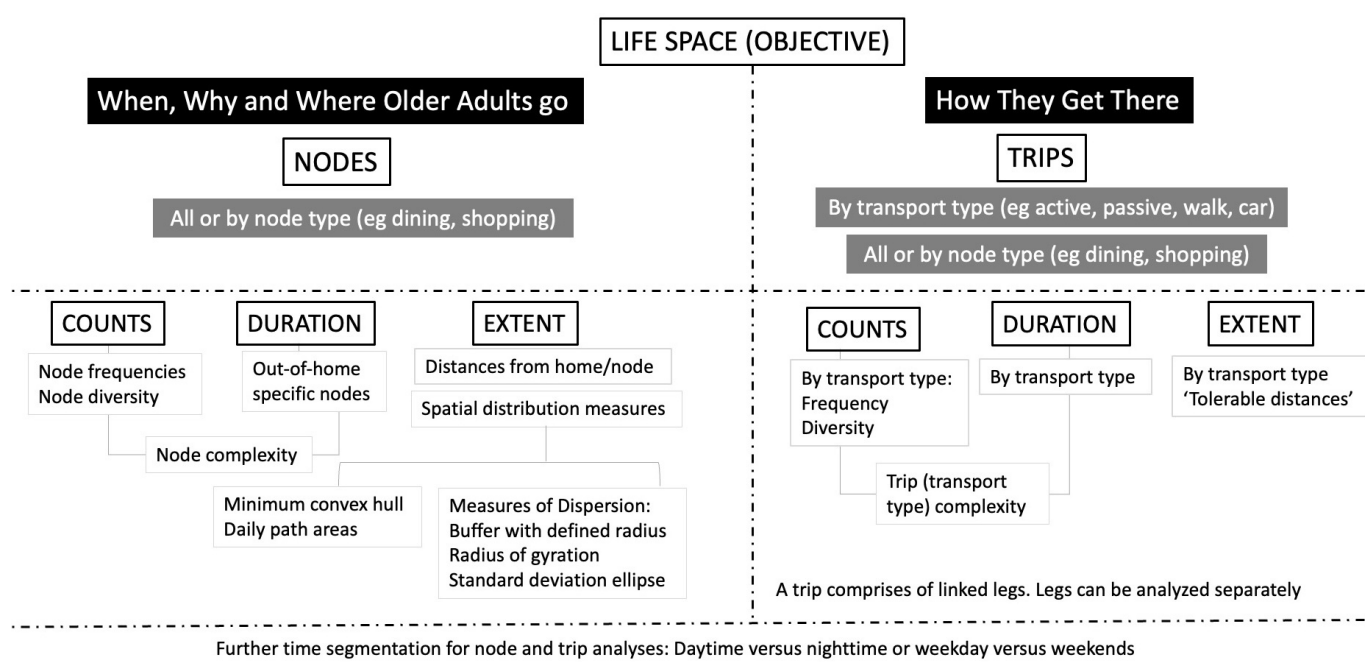 LIFE SPACE (OBJECTIVE)
When, Why and Where Older Adults go
NODES
All or by node type (eg dining, shopping)
How They Get There
TRIPS
By transport type (eg active, passive, walk, car)
All or by node type (eg dining, shopping)
COUNTS
Node frequencies
Node diversity
DURATION
Out-of-home
specific nodes
Node complexity
EXTENT
Distances from home/node
Spatial distribution measures
Minimum convex hull
Daily path areas
Measures of Dispersion:
Buffer with defined radius
Radius of gyration
Standard deviation ellipse
COUNTS
By transport type:
Frequency
Diversity
DURATION
By transport type
Trip (transport
type) complexity
EXTENT
By transport type
‘Tolerable distances’
A trip comprises of linked legs. Legs can be analyzed separately
Further time segmentation for node and trip analyses: Daytime versus nighttime or weekday versus weekends